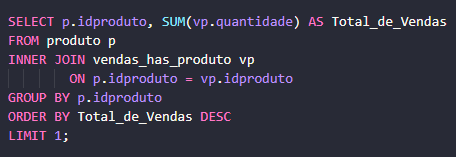 SELECT p.idproduto, SUM(vp.quantidade) AS Total_de_Vendas
FROM produto p
INNER JOIN vendas_has_produto vp
        ON p.idproduto = vp.idproduto
GROUP BY p.idproduto
ORDER BY Total_de_Vendas DESC
LIMIT 1;